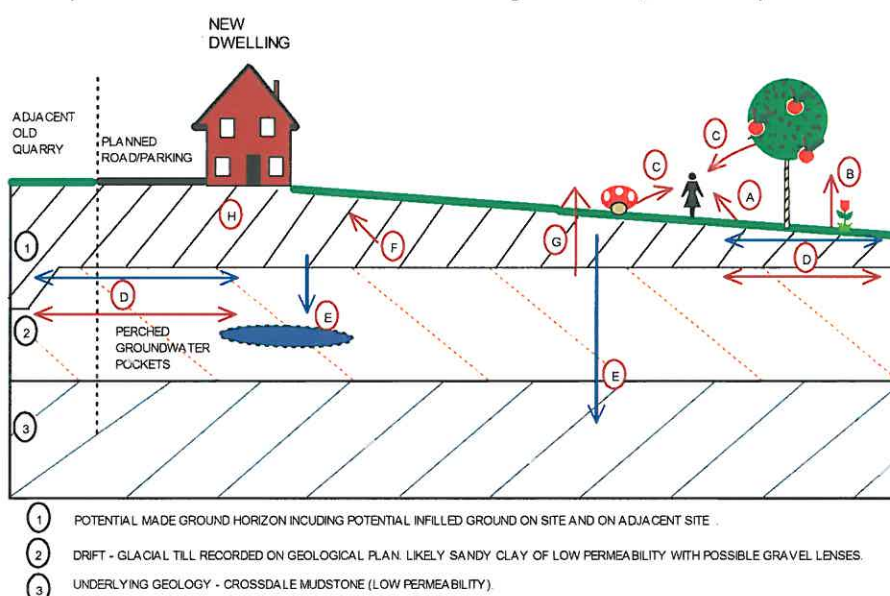 NEW
DWELLING
ADJACENT
OLD
QUARRY
PLANNED
ROAD/PARKING
C
C
B
A
H
1
F
G
D
D
E
2
PERCHED
GROUNDWATER
POCKETS
E
3
1 POTENTIAL MADE GROUND HORIZON INCUDING POTENTIAL INFILLED GROUND ON SITE AND ON ADJACENT SITE .
2 DRIFT - GLACIAL TILL RECORDED ON GEOLOGICAL PLAN. LIKELY SANDY CLAY OF LOW PERMEABILITY WITH POSSIBLE GRAVEL LENSES.
3 UNDERLYING GEOLOGY - CROSSDALE MUDSTONE (LOW PERMEABILITY).